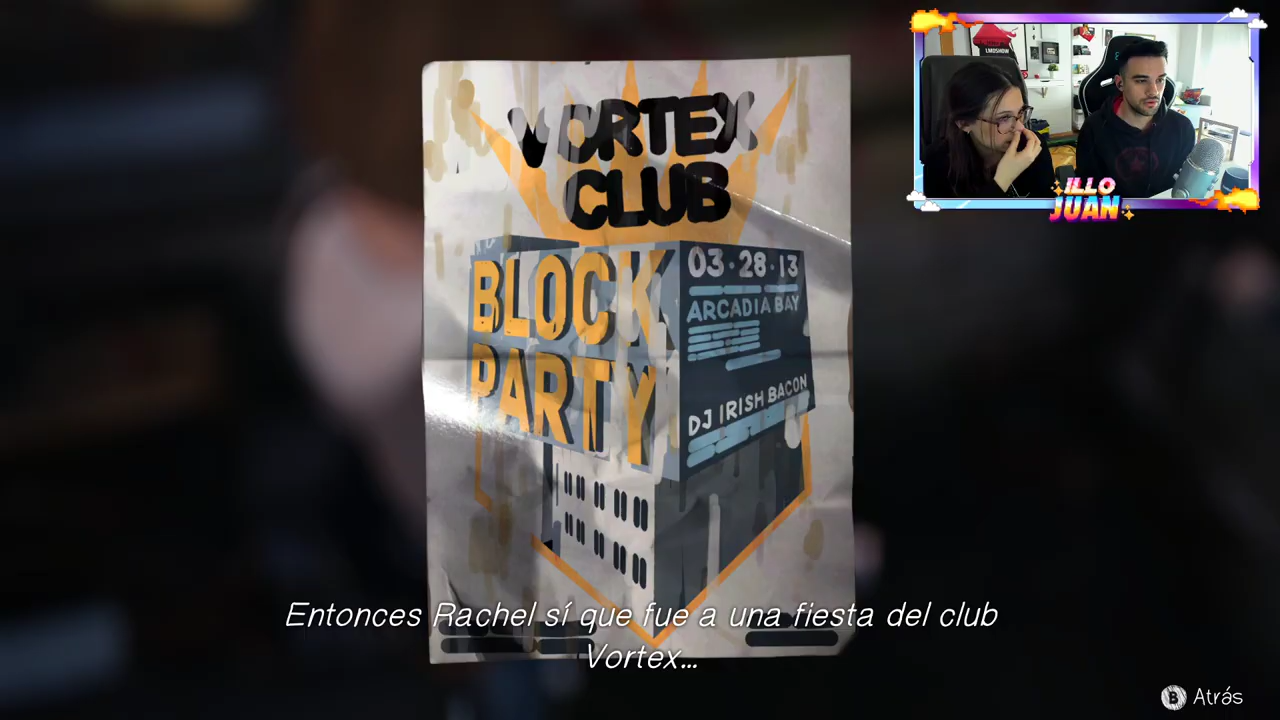 VORTEX
CLUB
BLOCK
PARTY
03·28·13
ARCADIA BAY
DJ IRISH BACON
LMDSHOW
ILLO
JUAN
Entonces Rachel sí que fue a una fiesta del club
Vortex...
B Atrás